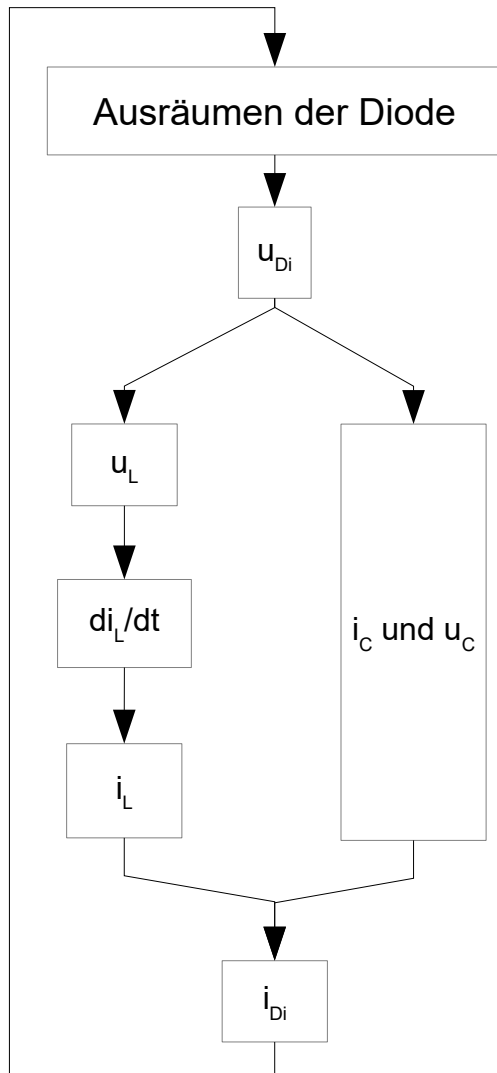 Ausräumen der Diode
u_Di
u_L
di_L/dt
i_C und u_C
i_L
i_Di